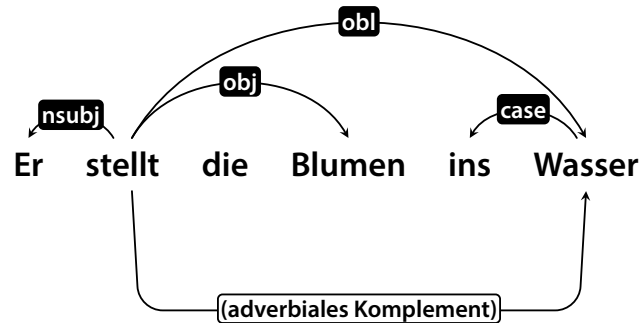 obl
obj
nsubj
case
Er stellt die Blumen ins Wasser
(adverbiales Komplement)